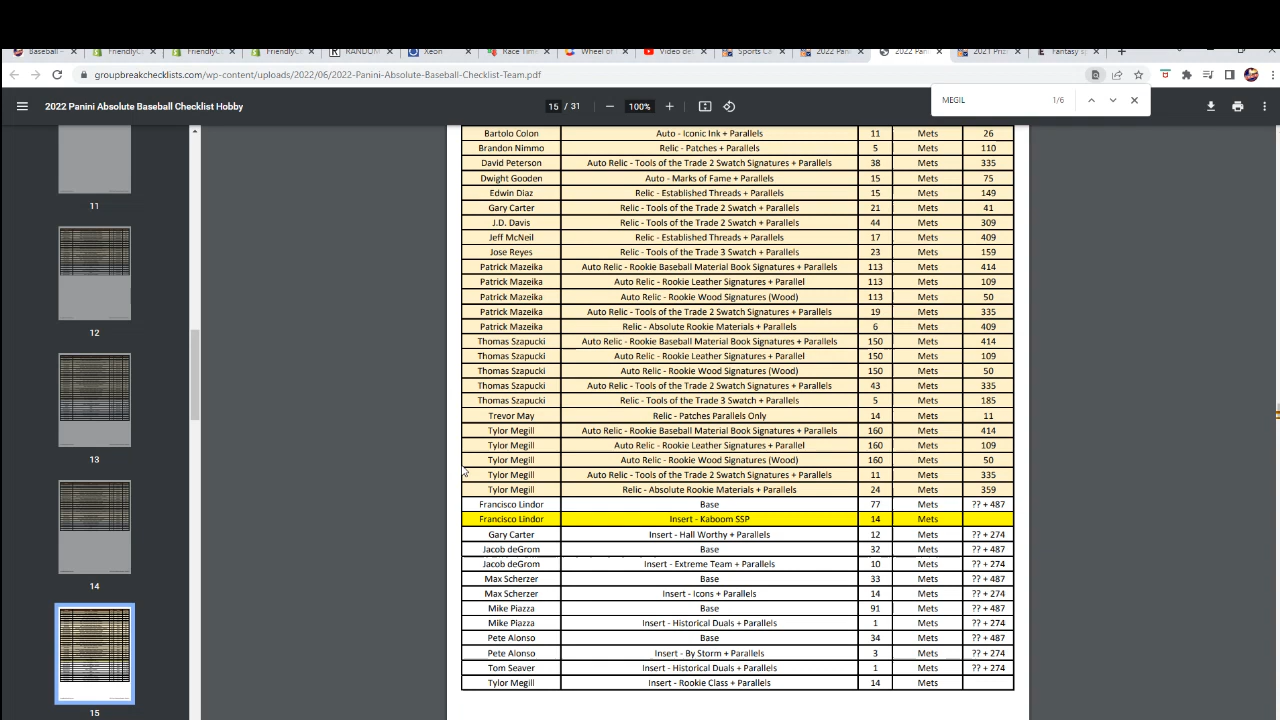 Baseball –
FriendlyC
FriendlyC
FriendlyC
RANDOM
Xeon
Race Time
Wheel of
Video de
Sports C
2022 Pani
2022 Pani
2021 Priz
Fantasy s
groupbreakchecklists.com/wp-content/uploads/2022/06/2022-Panini-Absolute-Baseball-Checklist-Team.pdf
2022 Panini Absolute Baseball Checklist Hobby
15 / 31
100%
MEGIL 1/6
11
12
13
14
15
Bartolo Colon Auto - Iconic Ink + Parallels 11 Mets 26
Brandon Nimmo Relic - Patches + Parallels 5 Mets 110
David Peterson Auto Relic - Tools of the Trade 2 Swatch Signatures + Parallels 38 Mets 335
Dwight Gooden Auto - Marks of Fame + Parallels 15 Mets 75
Edwin Diaz Relic - Established Threads + Parallels 15 Mets 149
Gary Carter Relic - Tools of the Trade 2 Swatch + Parallels 21 Mets 41
J.D. Davis Relic - Tools of the Trade 2 Swatch + Parallels 44 Mets 309
Jeff McNeil Relic - Established Threads + Parallels 17 Mets 409
Jose Reyes Relic - Tools of the Trade 3 Swatch + Parallels 23 Mets 159
Patrick Mazeika Auto Relic - Rookie Baseball Material Book Signatures + Parallels 113 Mets 414
Patrick Mazeika Auto Relic - Rookie Leather Signatures + Parallel 113 Mets 109
Patrick Mazeika Auto Relic - Rookie Wood Signatures (Wood) 113 Mets 50
Patrick Mazeika Auto Relic - Tools of the Trade 2 Swatch Signatures + Parallels 19 Mets 335
Patrick Mazeika Relic - Absolute Rookie Materials + Parallels 6 Mets 409
Thomas Szapucki Auto Relic - Rookie Baseball Material Book Signatures + Parallels 150 Mets 414
Thomas Szapucki Auto Relic - Rookie Leather Signatures + Parallel 150 Mets 109
Thomas Szapucki Auto Relic - Rookie Wood Signatures (Wood) 150 Mets 50
Thomas Szapucki Auto Relic - Tools of the Trade 2 Swatch Signatures + Parallels 43 Mets 335
Thomas Szapucki Relic - Tools of the Trade 3 Swatch + Parallels 5 Mets 185
Trevor May Relic - Patches Parallels Only 14 Mets 11
Tylor Megill Auto Relic - Rookie Baseball Material Book Signatures + Parallels 160 Mets 414
Tylor Megill Auto Relic - Rookie Leather Signatures + Parallel 160 Mets 109
Tylor Megill Auto Relic - Rookie Wood Signatures (Wood) 160 Mets 50
Tylor Megill Auto Relic - Tools of the Trade 2 Swatch Signatures + Parallels 11 Mets 335
Tylor Megill Relic - Absolute Rookie Materials + Parallels 24 Mets 359
Francisco Lindor Base 77 Mets ?? + 487
Francisco Lindor Insert - Kaboom SSP 14 Mets
Gary Carter Insert - Hall Worthy + Parallels 12 Mets ?? + 274
Jacob deGrom Base 32 Mets ?? + 487
Jacob deGrom Insert - Extreme Team + Parallels 10 Mets ?? + 274
Max Scherzer Base 33 Mets ?? + 487
Max Scherzer Insert - Icons + Parallels 14 Mets ?? + 274
Mike Piazza Base 91 Mets ?? + 487
Mike Piazza Insert - Historical Duals + Parallels 1 Mets ?? + 274
Pete Alonso Base 34 Mets ?? + 487
Pete Alonso Insert - By Storm + Parallels 3 Mets ?? + 274
Tom Seaver Insert - Historical Duals + Parallels 1 Mets ?? + 274
Tylor Megill Insert - Rookie Class + Parallels 14 Mets